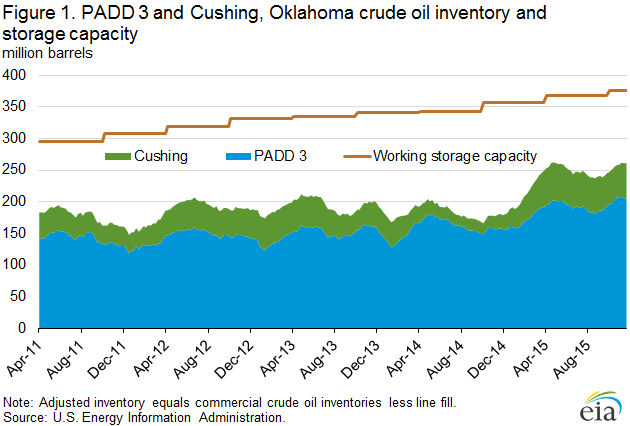 Figure 1. PADD 3 and Cushing, Oklahoma crude oil inventory and
storage capacity
million barrels
400
350
300
250
200
150
100
50
0
Cushing
PADD 3
Working storage capacity
Apr-11
Aug-11
Dec-11
Apr-12
Aug-12
Dec-12
Apr-13
Aug-13
Dec-13
Apr-14
Aug-14
Dec-14
Apr-15
Aug-15
Note: Adjusted inventory equals commercial crude oil inventories less line fill.
Source: U.S. Energy Information Administration.
eia